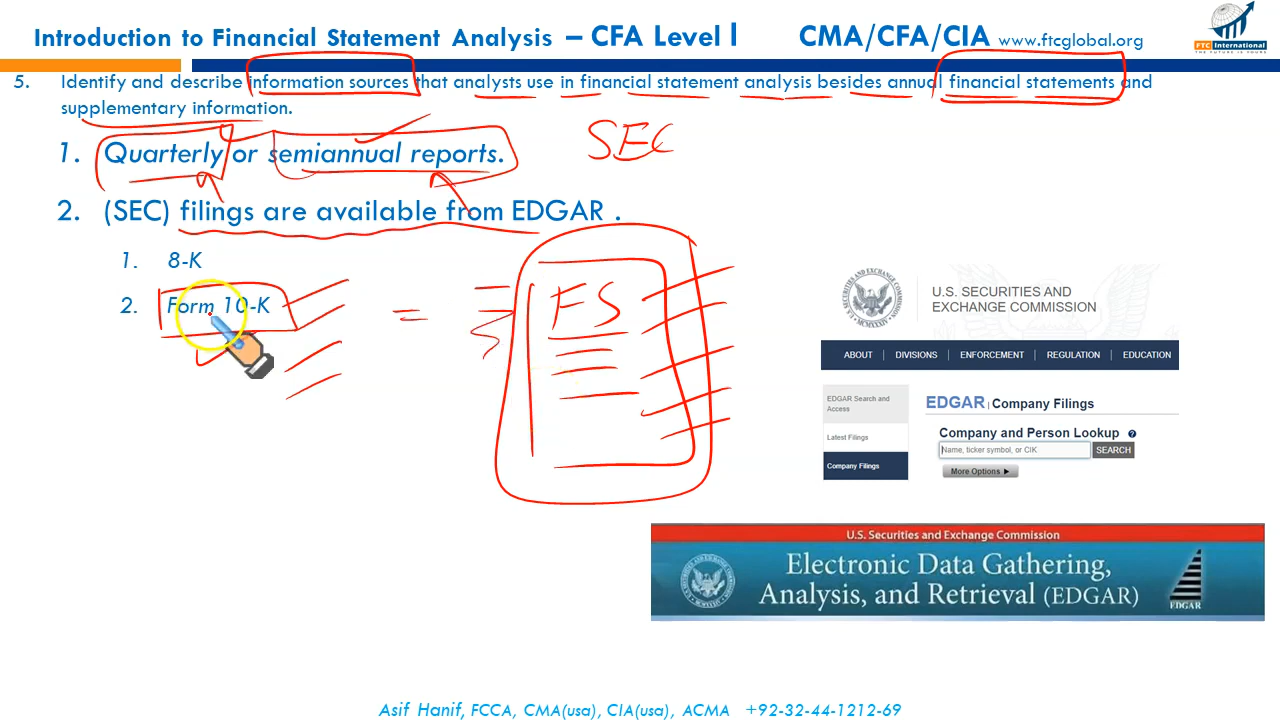 Introduction to Financial Statement Analysis – CFA Level I CMA/CFA/CIA www.ftcglobal.org
FTC International
THE FUTURE IS YOURS
5. Identify and describe information sources that analysts use in financial statement analysis besides annual financial statements and
supplementary information.
SEC
1. Quarterly or semiannual reports.
2. (SEC) filings are available from EDGAR .
1. 8-K
2. Form 10-K
= FS
U.S. SECURITIES AND
EXCHANGE COMMISSION
ABOUT | DIVISIONS | ENFORCEMENT | REGULATION | EDUCATION
EDGAR Search and
Access
Latest Filings
Company Filings
EDGAR | Company Filings
Company and Person Lookup ?
Name, ticker symbol, or CIK SEARCH
More Options ▶
U.S. Securities and Exchange Commission
Electronic Data Gathering,
Analysis, and Retrieval (EDGAR)
EDGAR
Asif Hanif, FCCA, CMA(usa), CIA(usa), ACMA +92-32-44-1212-69